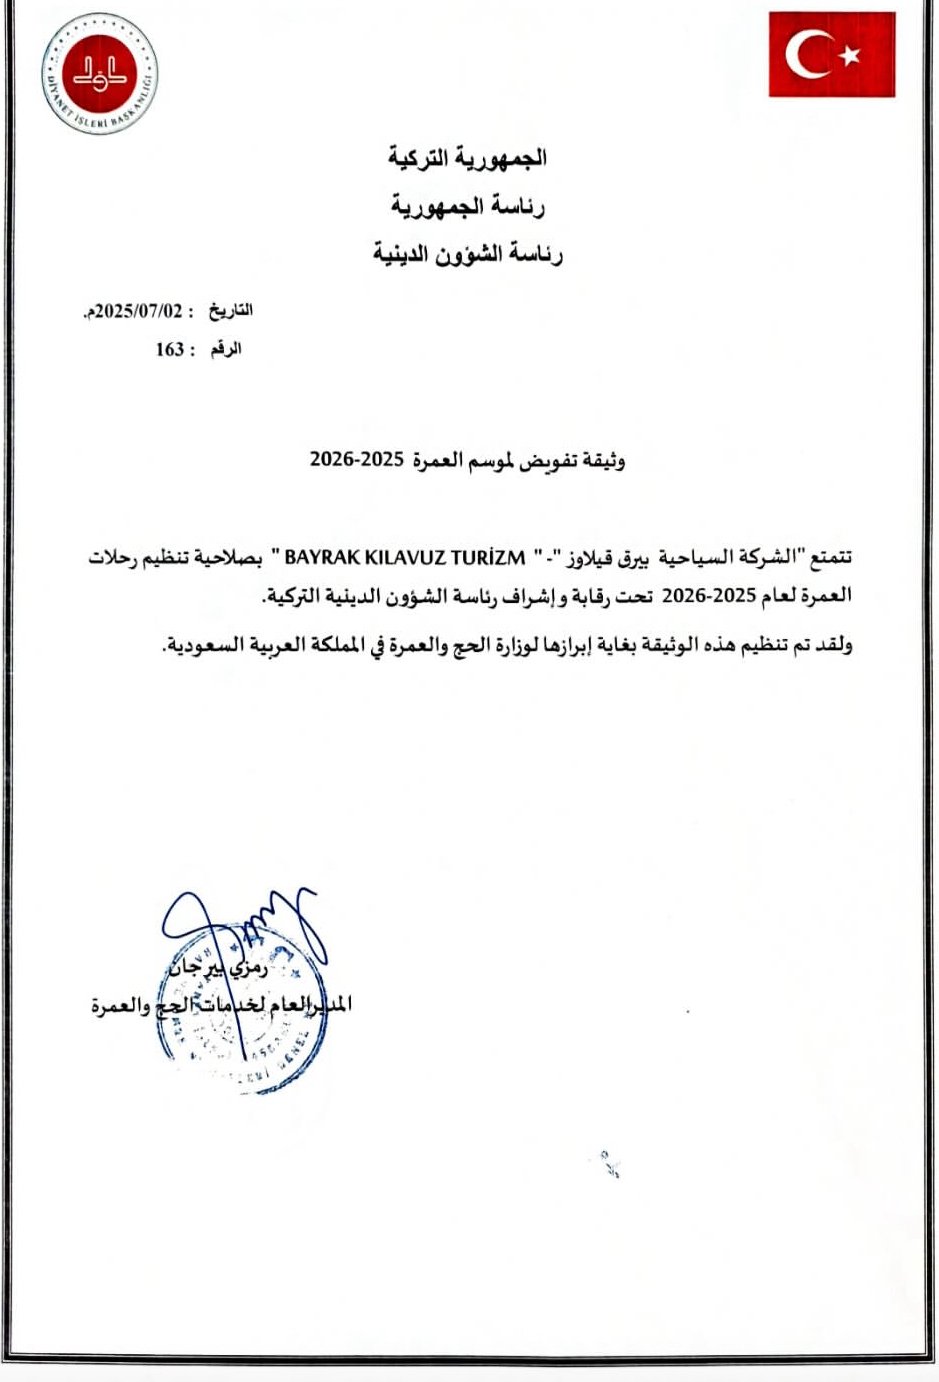 DİYANET İŞLERİ BAŞKANLIĞI
الجمهورية التركية
رئاسة الجمهورية
رئاسة الشؤون الدينية
التاريخ : 2025/07/02م.
الرقم : 163
وثيقة تفويض لموسم العمرة 2025-2026
تتمتع "الشركة السياحية بيرق قيلاوز "- " BAYRAK KILAVUZ TURİZM " بصلاحية تنظيم رحلات
العمرة لعام 2025-2026 تحت رقابة وإشراف رئاسة الشؤون الدينية التركية.
ولقد تم تنظيم هذه الوثيقة بغاية إبرازها لوزارة الحج والعمرة في المملكة العربية السعودية.
رمزي بيرجان
المدير العام لخدمات الحج والعمرة